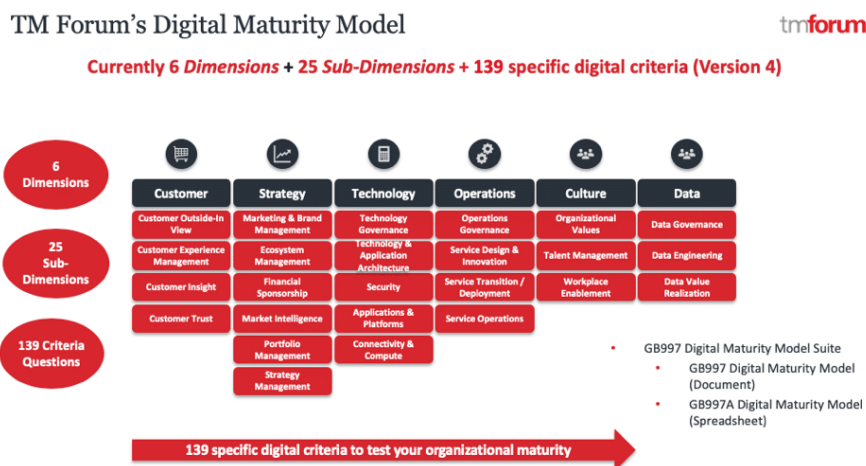 TM Forum's Digital Maturity Model
tmforum
Currently 6 Dimensions + 25 Sub-Dimensions + 139 specific digital criteria (Version 4)
6
Dimensions
25
Sub-
Dimensions
139 Criteria
Questions
Customer
Customer Outside-In
View
Customer Experience
Management
Customer Insight
Customer Trust
Strategy
Marketing & Brand
Management
Ecosystem
Management
Financial
Sponsorship
Market Intelligence
Portfolio
Management
Strategy
Management
Technology
Technology
Governance
Technology &
Application
Architecture
Security
Applications &
Platforms
Connectivity &
Compute
Operations
Operations
Governance
Service Design &
Innovation
Service Transition /
Deployment
Service Operations
Culture
Organizational
Values
Talent Management
Workplace
Enablement
Data
Data Governance
Data Engineering
Data Value
Realization
• GB997 Digital Maturity Model Suite
• GB997 Digital Maturity Model
(Document)
• GB997A Digital Maturity Model
(Spreadsheet)
139 specific digital criteria to test your organizational maturity